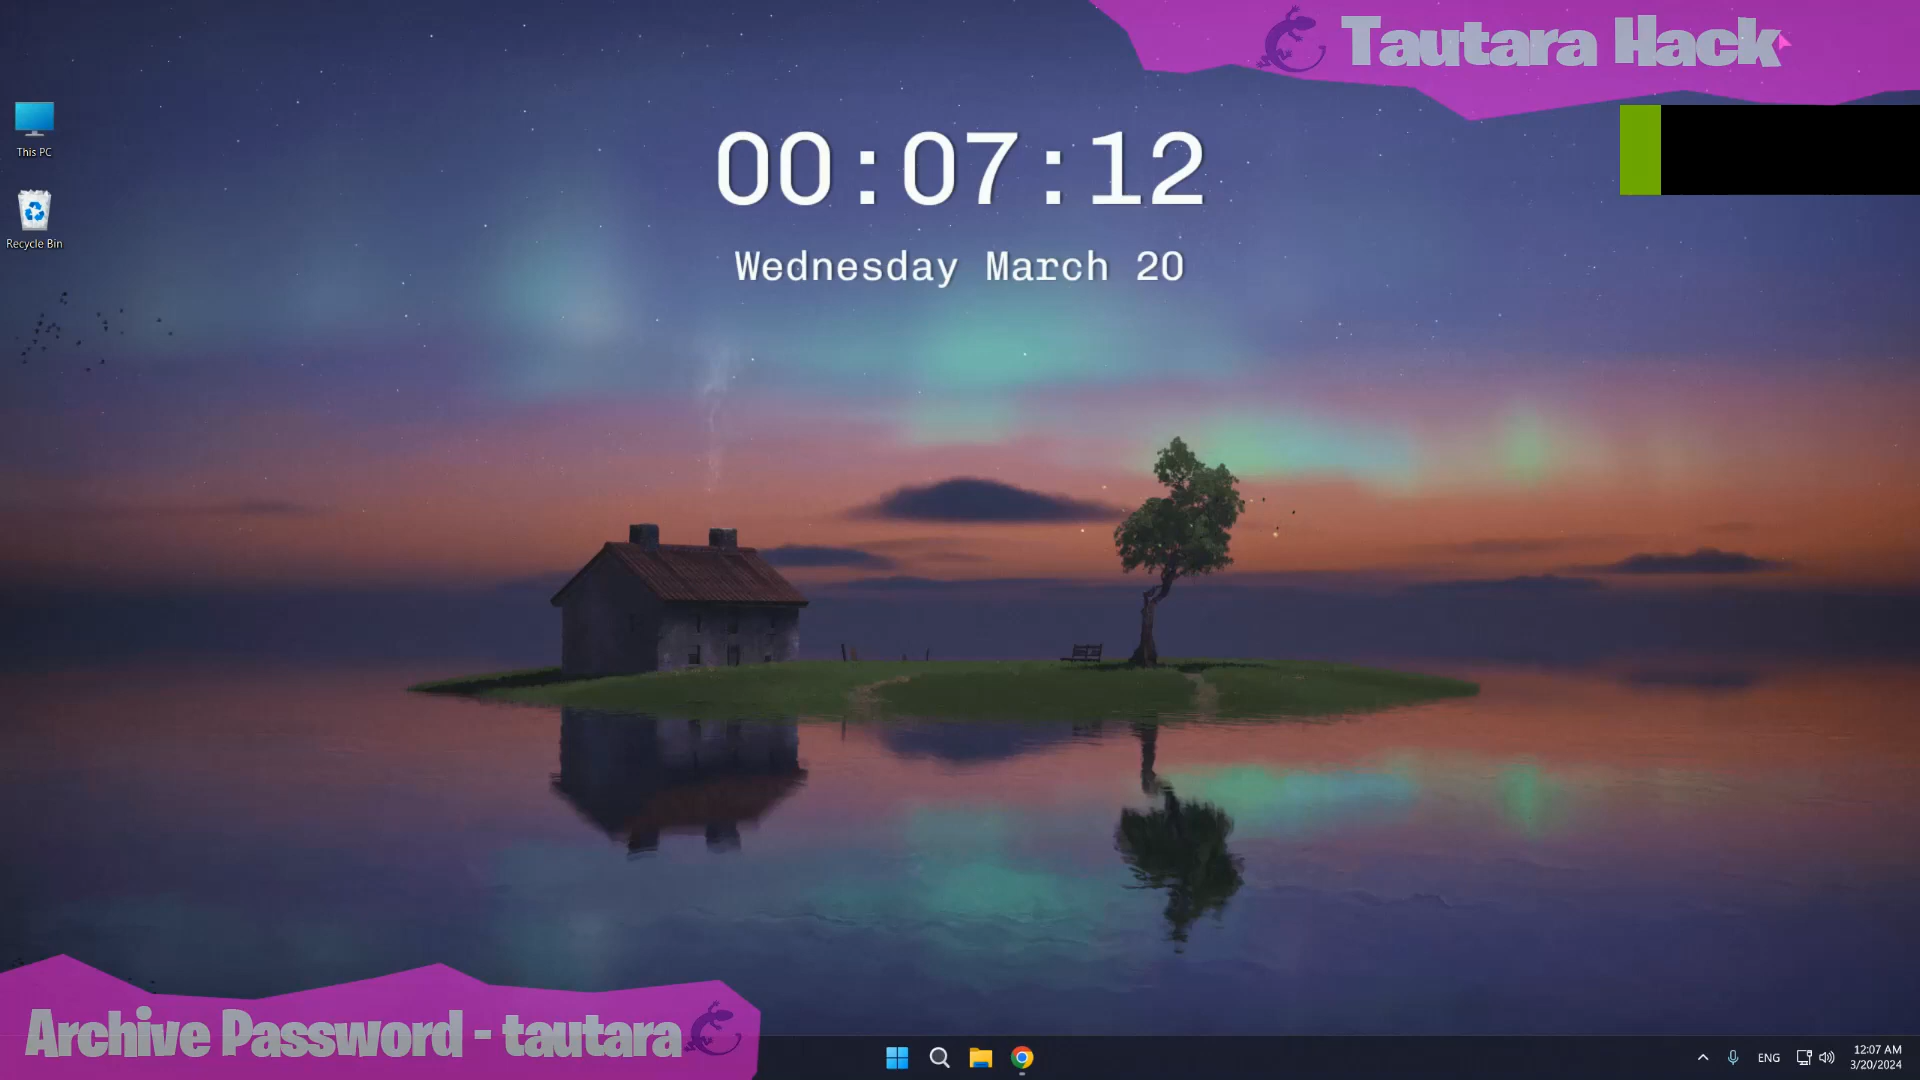 Tautara Hack
This PC
00:07:12
Recycle Bin
Wednesday March 20
Archive Password - tautara
ENG
12:07 AM
3/20/2024